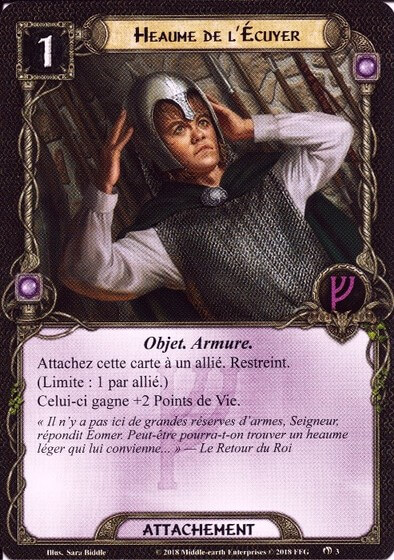 1
HEAUME DE L'ÉCUYER
Objet. Armure.
Attachez cette carte à un allié. Restreint.
(Limite : 1 par allié.)
Celui-ci gagne +2 Points de Vie.
« Il n'y a pas ici de grandes réserves d'armes, Seigneur,
répondit Eomer. Peut-être pourra-t-on trouver un heaume
léger qui lui convienne... » — Le Retour du Roi
ATTACHEMENT
Illus. Sara Biddle © 2018 Middle-earth Enterprises © 2018 FFG 3